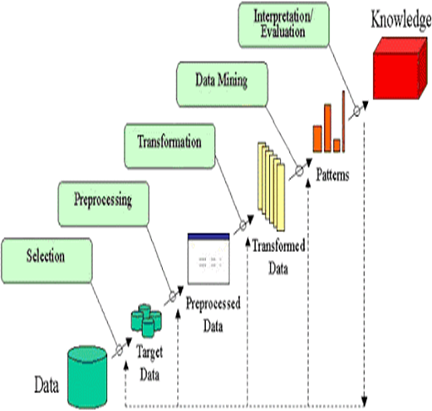 Interpretation/
Evaluation
Knowledge
Data Mining
Patterns
Transformation
Transformed
Data
Preprocessing
Preprocessed
Data
Selection
Target
Data
Data